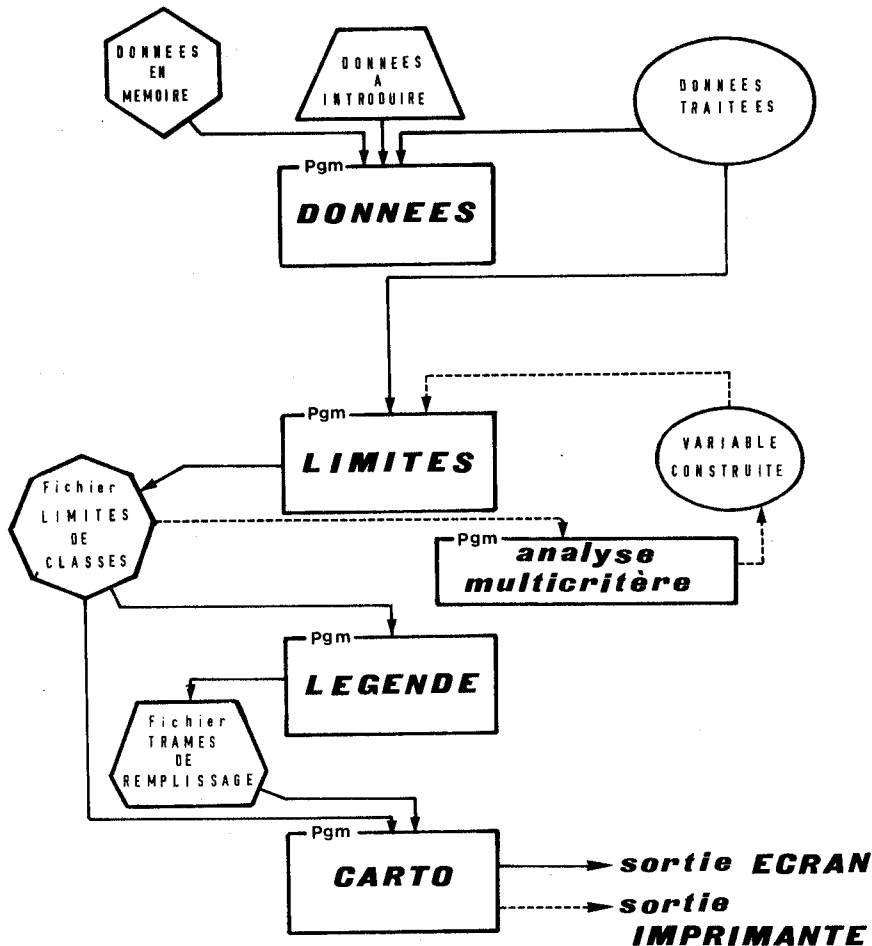 DONNEES
EN
MEMOIRE
DONNEES
A
INTRODUIRE
DONNEES
TRAITEES
Pgm
DONNEES
Pgm
LIMITES
VARIABLE
CONSTRUITE
Fichier
LIMITES
DE
CLASSES
Pgm
analyse
multicritère
Pgm
LEGENDE
Fichier
TRAMES
DE
REMPLISSAGE
Pgm
CARTO
sortie ECRAN
sortie
IMPRIMANTE